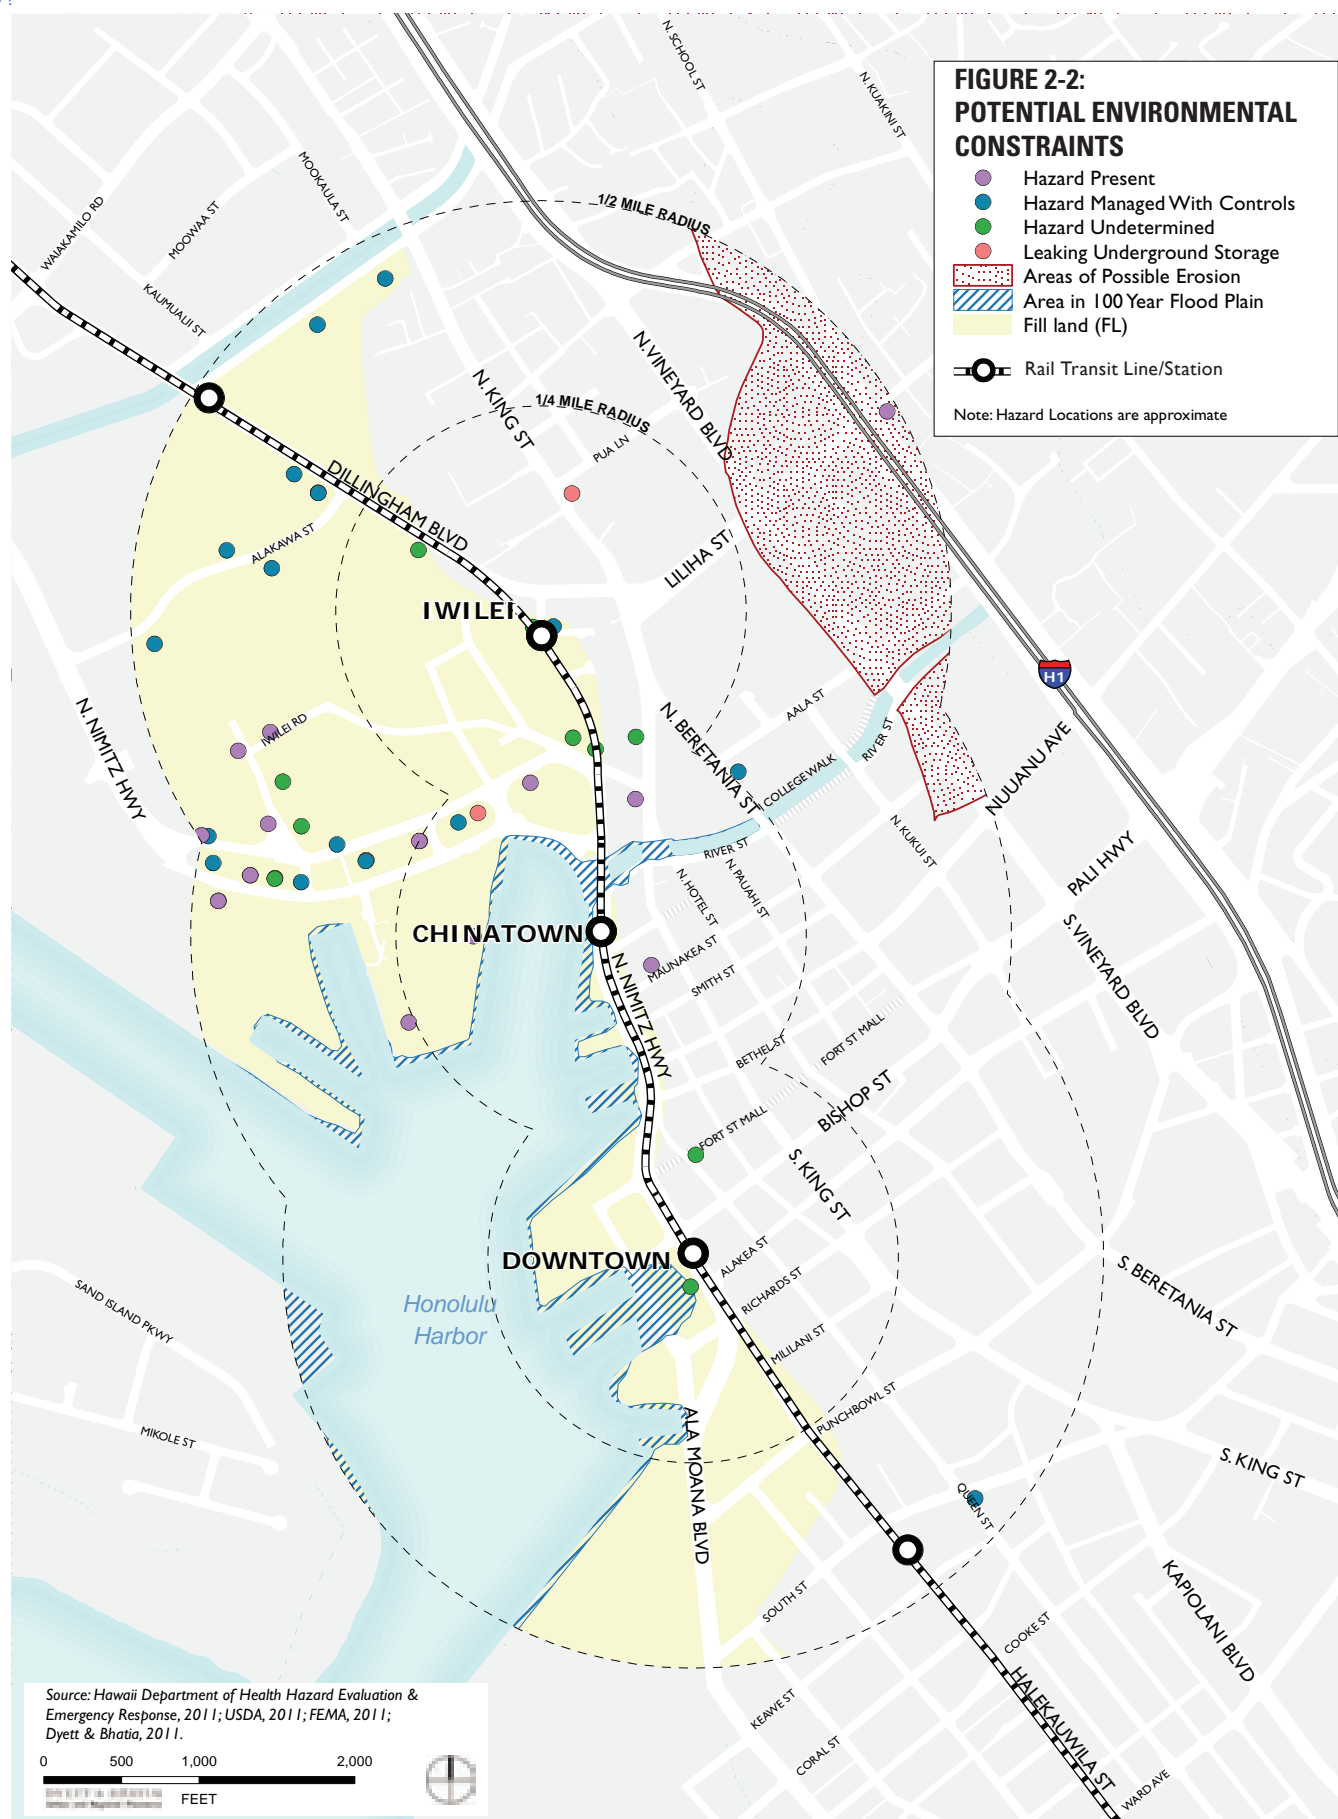 FIGURE 2-2:
POTENTIAL ENVIRONMENTAL
CONSTRAINTS
Hazard Present
Hazard Managed With Controls
Hazard Undetermined
Leaking Underground Storage
Areas of Possible Erosion
Area in 100 Year Flood Plain
Fill land (FL)
Rail Transit Line/Station
Note: Hazard Locations are approximate
N. SCHOOL ST
N. KUAKINI ST
MOOKAULA ST
WAIAKAMILO RD
MOOWAA ST
KAUMUALII ST
1/2 MILE RADIUS
N. VINEYARD BLVD
N. KING ST
1/4 MILE RADIUS
PUA LN
DILLINGHAM BLVD
ALAKAWA ST
LILIHA ST
IWILEI
H1
AALA ST
N. NIMITZ HWY
IWILEI RD
N. BERETANIA ST
RIVER ST
COLLEGE WALK
NUUANU AVE
N. KUKUI ST
RIVER ST
PALI HWY
N. PAUAHI ST
N. HOTEL ST
CHINATOWN
S. VINEYARD BLVD
MAUNAKEA ST
SMITH ST
N. NIMITZ HWY
BETHEL ST
FORT ST MALL
BISHOP ST
FORT ST MALL
S. KING ST
DOWNTOWN
ALAKEA ST
RICHARDS ST
S. BERETANIA ST
Honolulu
Harbor
SAND ISLAND PKWY
MILILANI ST
PUNCHBOWL ST
MIKOLE ST
ALA MOANA BLVD
S. KING ST
QUEEN ST
KAPIOLANI BLVD
SOUTH ST
COOKE ST
HALEKAUWILA ST
KEAWE ST
CORAL ST
WARD AVE
Source: Hawaii Department of Health Hazard Evaluation &
Emergency Response, 2011; USDA, 2011; FEMA, 2011;
Dyett & Bhatia, 2011.
0 500 1,000 2,000
FEET